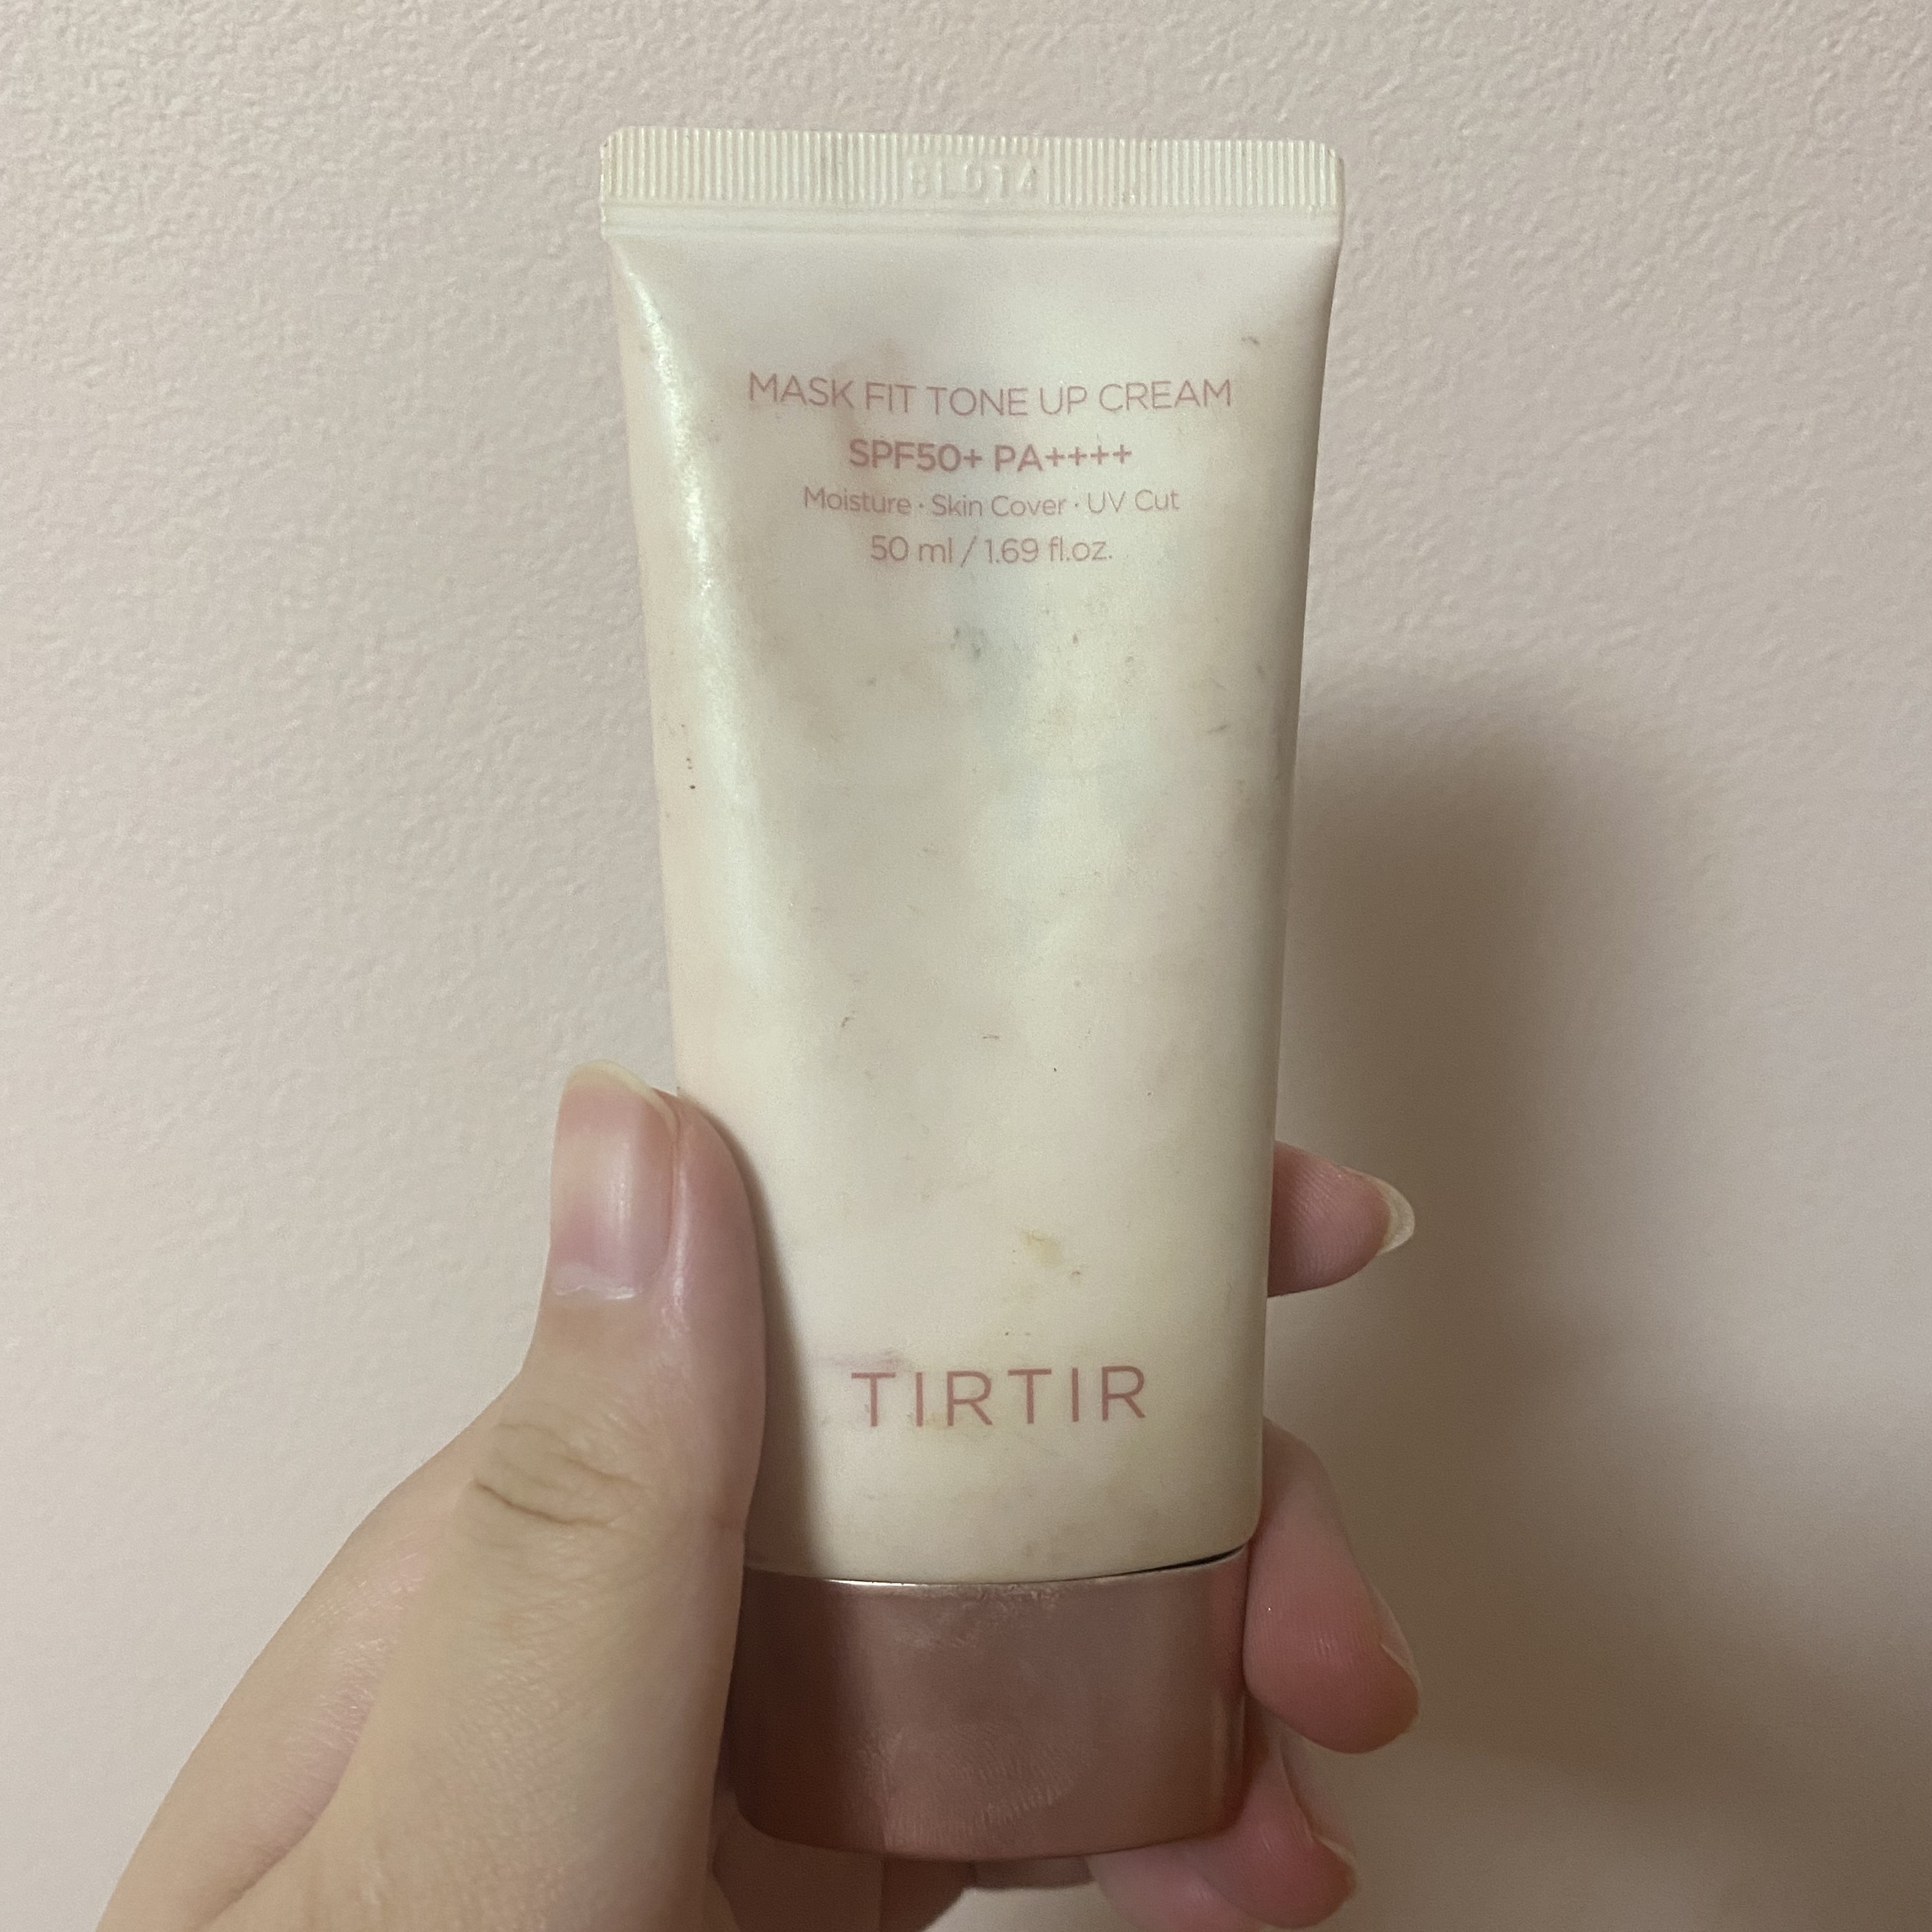 MASK FIT TONE UP CREAM
SPF50+ PA++++
Moisture · Skin Cover · UV Cut
50 ml / 1.69 fl.oz.
TIRTIR